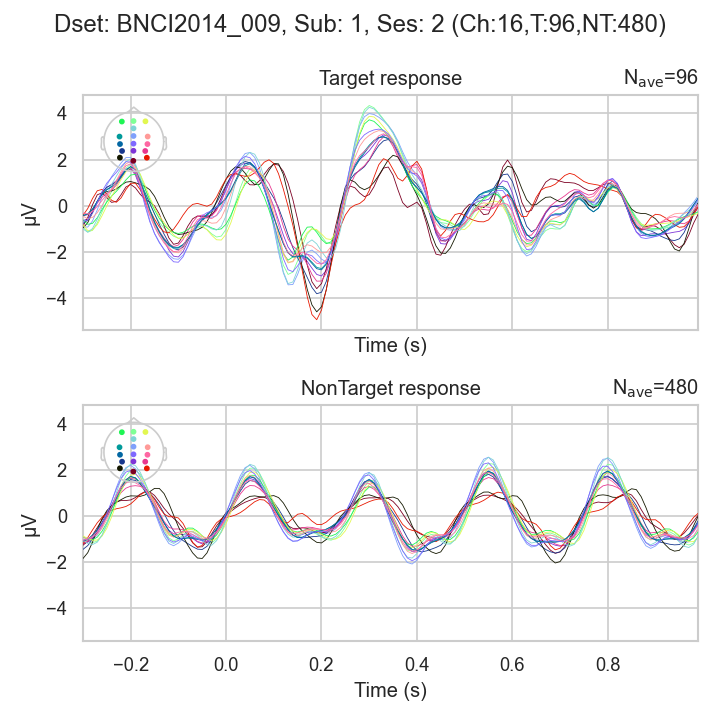 Dset: BNCI2014_009, Sub: 1, Ses: 2 (Ch:16,T:96,NT:480)
Target response
Nave=96
4
2
0
−2
−4
µV
Time (s)
NonTarget response
Nave=480
4
2
0
−2
−4
µV
−0.2 0.0 0.2 0.4 0.6 0.8
Time (s)